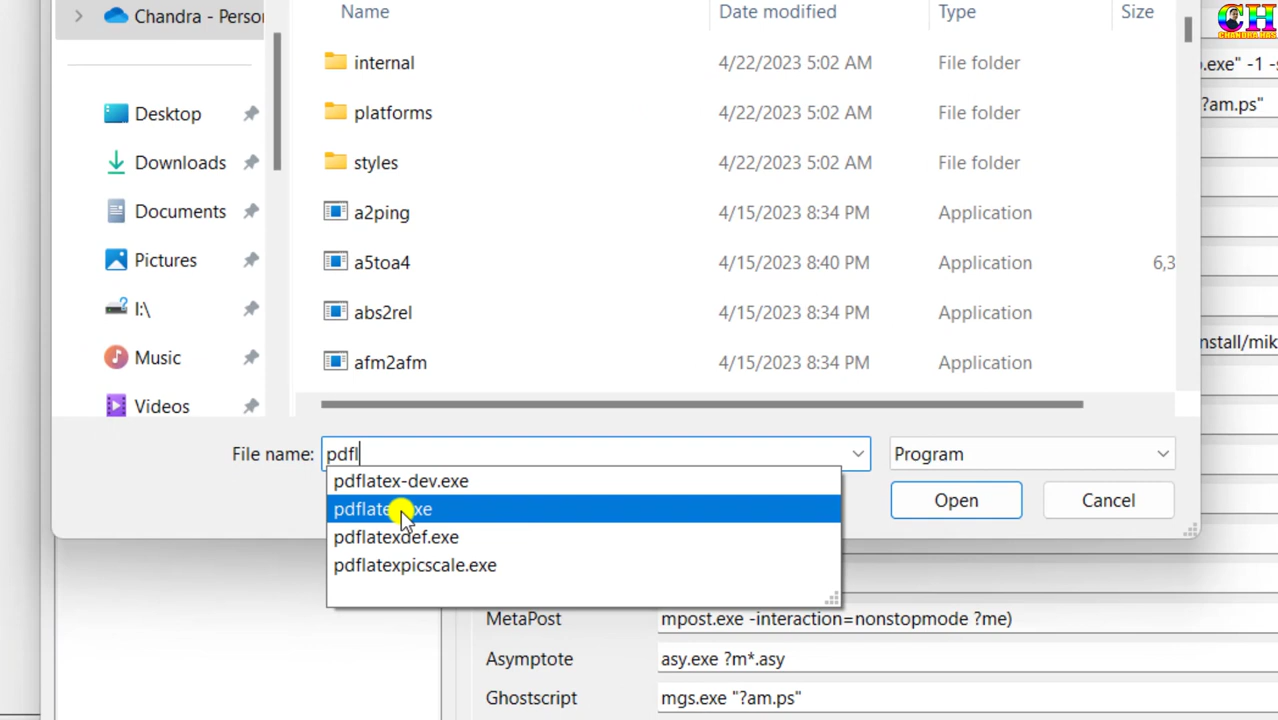 Chandra - Person
Name
Date modified
Type
Size
CH
CHANDRA HAS
internal
4/22/2023 5:02 AM
File folder
.exe" -1 -s
platforms
4/22/2023 5:02 AM
File folder
?am.ps"
Desktop
styles
4/22/2023 5:02 AM
File folder
Downloads
a2ping
4/15/2023 8:34 PM
Application
Documents
a5toa4
4/15/2023 8:40 PM
Application
6,3
Pictures
abs2rel
4/15/2023 8:34 PM
Application
I:\
nstall/mik
Music
afm2afm
4/15/2023 8:34 PM
Application
Videos
File name:
pdfl
Program
pdflatex-dev.exe
Open
Cancel
pdflatexdef.exe
pdflatexpicscale.exe
MetaPost
mpost.exe -interaction=nonstopmode ?me)
Asymptote
asy.exe ?m*.asy
Ghostscript
mgs.exe "?am.ps"